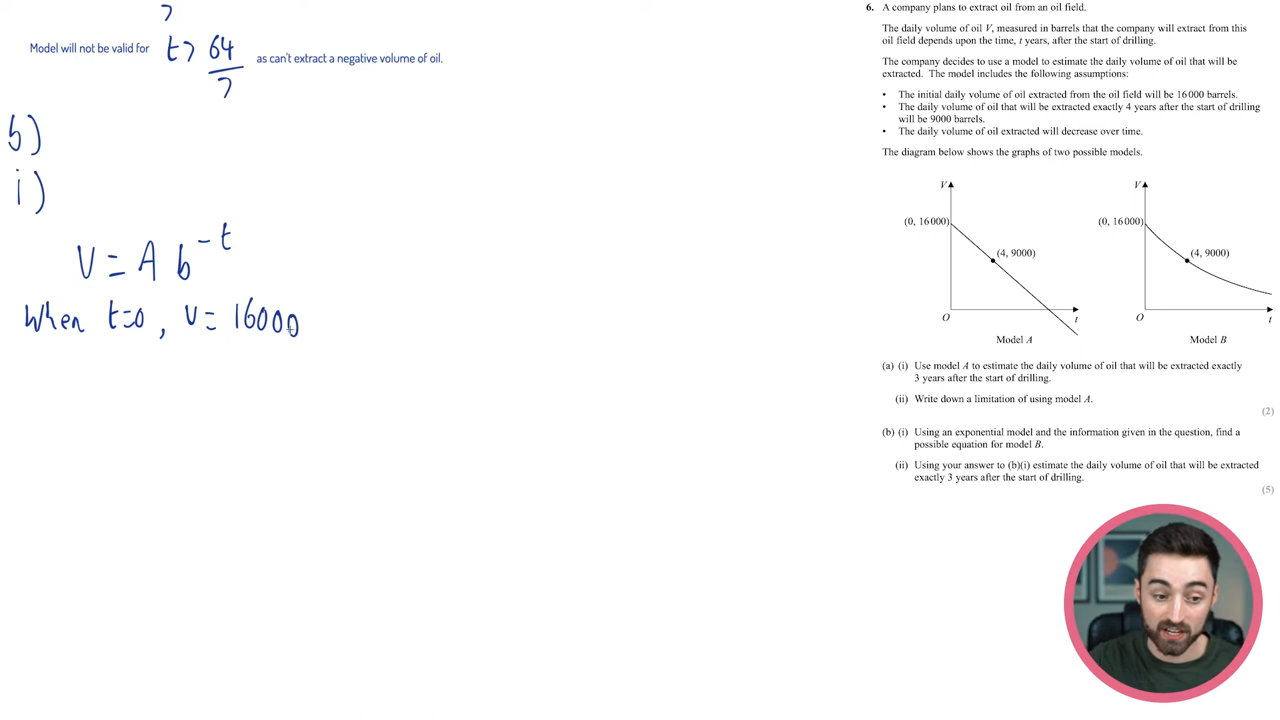 7
Model will not be valid for t > 64/7 as can't extract a negative volume of oil.
b)
i)
V = A b^-t
When t=0, V = 16000
6. A company plans to extract oil from an oil field.
The daily volume of oil V, measured in barrels that the company will extract from this
oil field depends upon the time, t years, after the start of drilling.
The company decides to use a model to estimate the daily volume of oil that will be
extracted. The model includes the following assumptions:
• The initial daily volume of oil extracted from the oil field will be 16 000 barrels.
• The daily volume of oil that will be extracted exactly 4 years after the start of drilling
will be 9000 barrels.
• The daily volume of oil extracted will decrease over time.
The diagram below shows the graphs of two possible models.
V
(0, 16 000)
(4, 9000)
O
t
Model A
V
(0, 16 000)
(4, 9000)
O
t
Model B
(a) (i) Use model A to estimate the daily volume of oil that will be extracted exactly
3 years after the start of drilling.
(ii) Write down a limitation of using model A.
(2)
(b) (i) Using an exponential model and the information given in the question, find a
possible equation for model B.
(ii) Using your answer to (b)(i) estimate the daily volume of oil that will be extracted
exactly 3 years after the start of drilling.
(5)